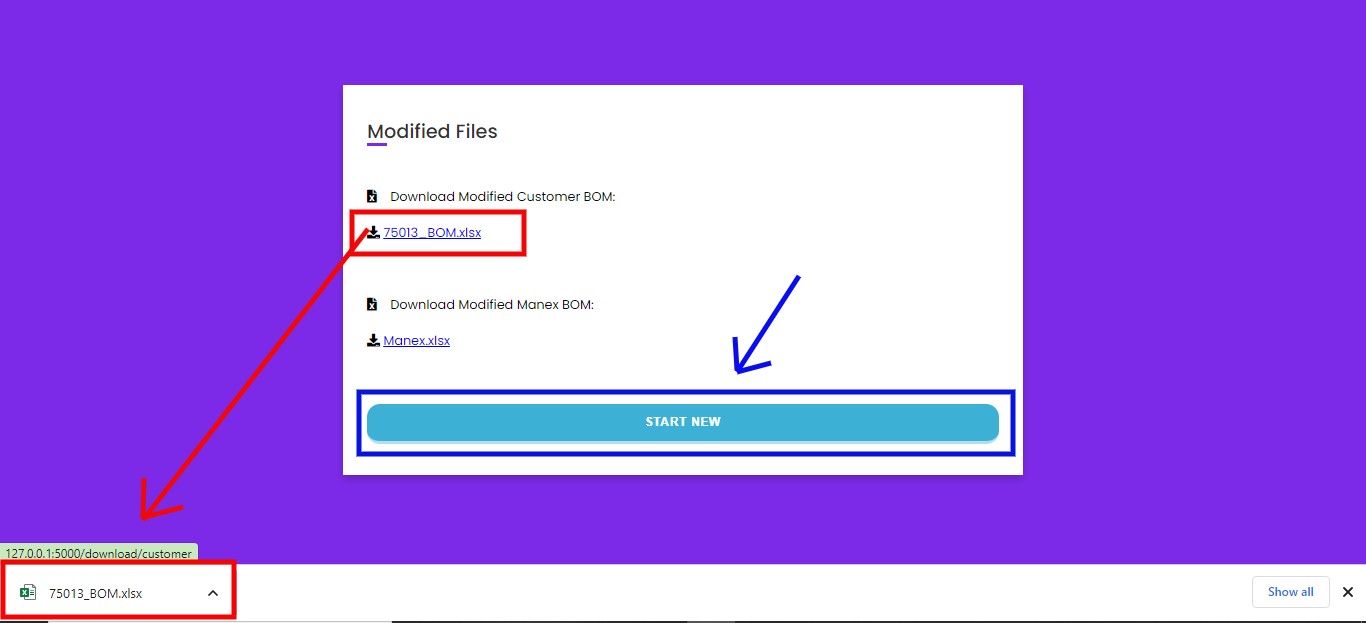 Modified Files
Download Modified Customer BOM:
75013_BOM.xlsx
Download Modified Manex BOM:
Manex.xlsx
START NEW
127.0.0.1:5000/download/customer
75013_BOM.xlsx
Show all